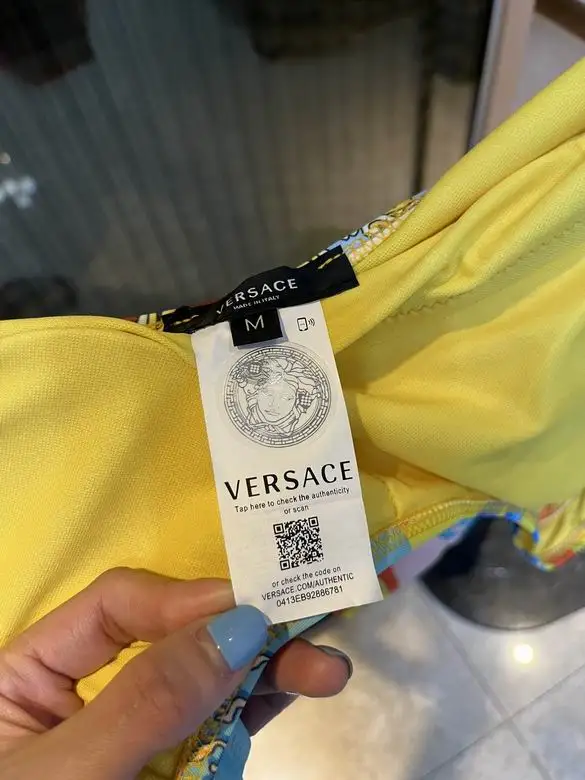 VERSACE
MADE IN ITALY
M
VERSACE
Tap here to check the authenticity
or scan
or check the code on
VERSACE.COM/AUTHENTIC
0413EB92886781